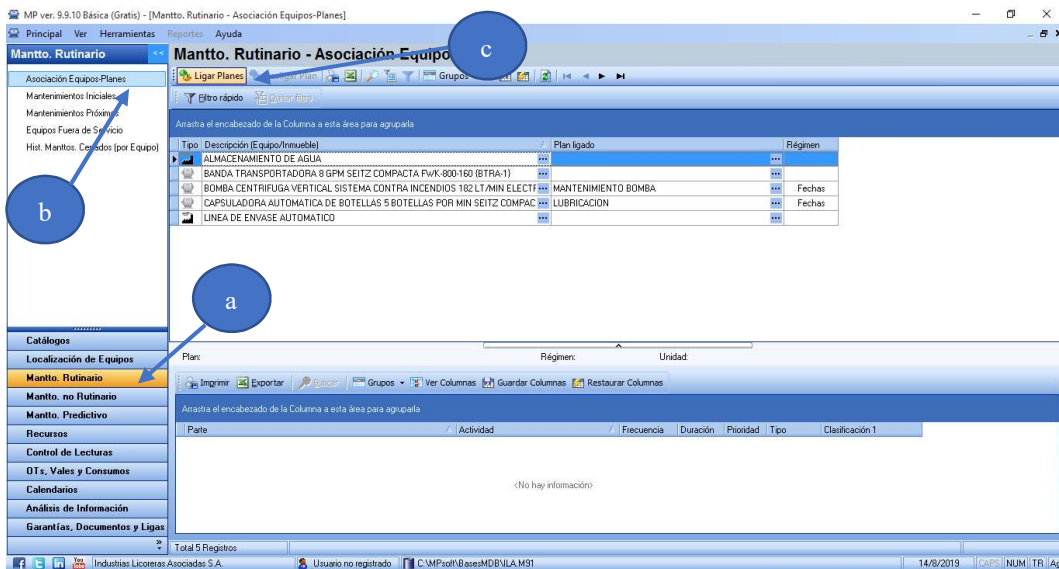 MP ver. 9.9.10 Básica (Gratis) - [Mantto. Rutinario - Asociación Equipos-Planes]
Principal Ver Herramientas Reportes Ayuda
Mantto. Rutinario <<
Mantto. Rutinario - Asociación Equipo
c
Asociación Equipos-Planes
Mantenimientos Iniciales
Mantenimientos Próximos
Equipos Fuera de Servicio
Hist. Manttos. Cerrados (por Equipo)
b
Ligar Planes Plan Grupos
Filtro rápido Quitar filtro
Arrastra el encabezado de la Columna a esta área para agruparla
Tipo Descripción (Equipo/Inmueble) Plan ligado Régimen
ALMACENAMIENTO DE AGUA
BANDA TRANSPORTADORA 8 GPM SEITZ COMPACTA FWK-800-160 {BTRA-1}
BOMBA CENTRIFUGA VERTICAL SISTEMA CONTRA INCENDIOS 182 LT/MIN ELECTF MANTENIMIENTO BOMBA Fechas
CAPSULADORA AUTOMATICA DE BOTELLAS 5 BOTELLAS POR MIN SEITZ COMPAC LUBRICACION Fechas
LINEA DE ENVASE AUTOMATICO
a
Catálogos
Localización de Equipos
Mantto. Rutinario
Mantto. no Rutinario
Mantto. Predictivo
Recursos
Control de Lecturas
OTs, Vales y Consumos
Calendarios
Análisis de Información
Garantías, Documentos y Ligas
Plan: Régimen: Unidad:
Imprimir Exportar Buscar Grupos Ver Columnas Guardar Columnas Restaurar Columnas
Arrastra el encabezado de la Columna a esta área para agruparla
Parte Actividad Frecuencia Duración Prioridad Tipo Clasificación 1
<No hay información>
Total 5 Registros
Industrias Licoreras Asociadas S.A. Usuario no registrado C:\MPsoft\BasesMDB\ILA.M91 14/8/2019 CAPS NUM TR Ag